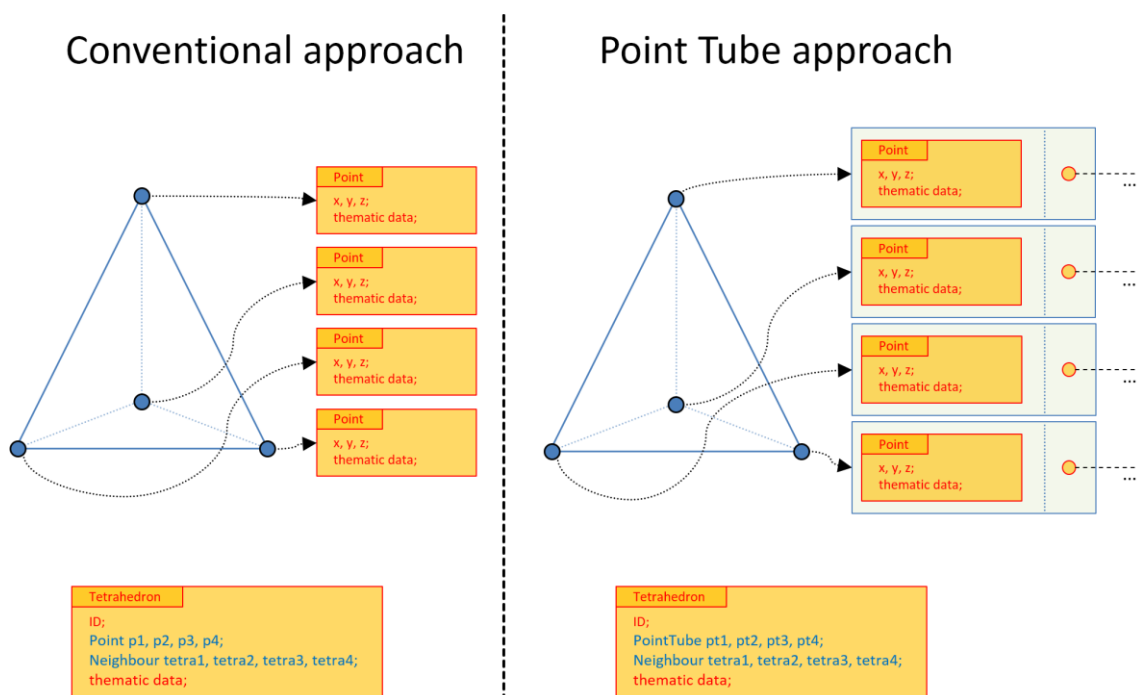 Conventional approach
Point
x, y, z;
thematic data;
Point
x, y, z;
thematic data;
Point
x, y, z;
thematic data;
Point
x, y, z;
thematic data;
Tetrahedron
ID;
Point p1, p2, p3, p4;
Neighbour tetra1, tetra2, tetra3, tetra4;
thematic data;
Point Tube approach
Point
x, y, z;
thematic data;
...
Point
x, y, z;
thematic data;
...
Point
x, y, z;
thematic data;
...
Point
x, y, z;
thematic data;
...
Tetrahedron
ID;
PointTube pt1, pt2, pt3, pt4;
Neighbour tetra1, tetra2, tetra3, tetra4;
thematic data;